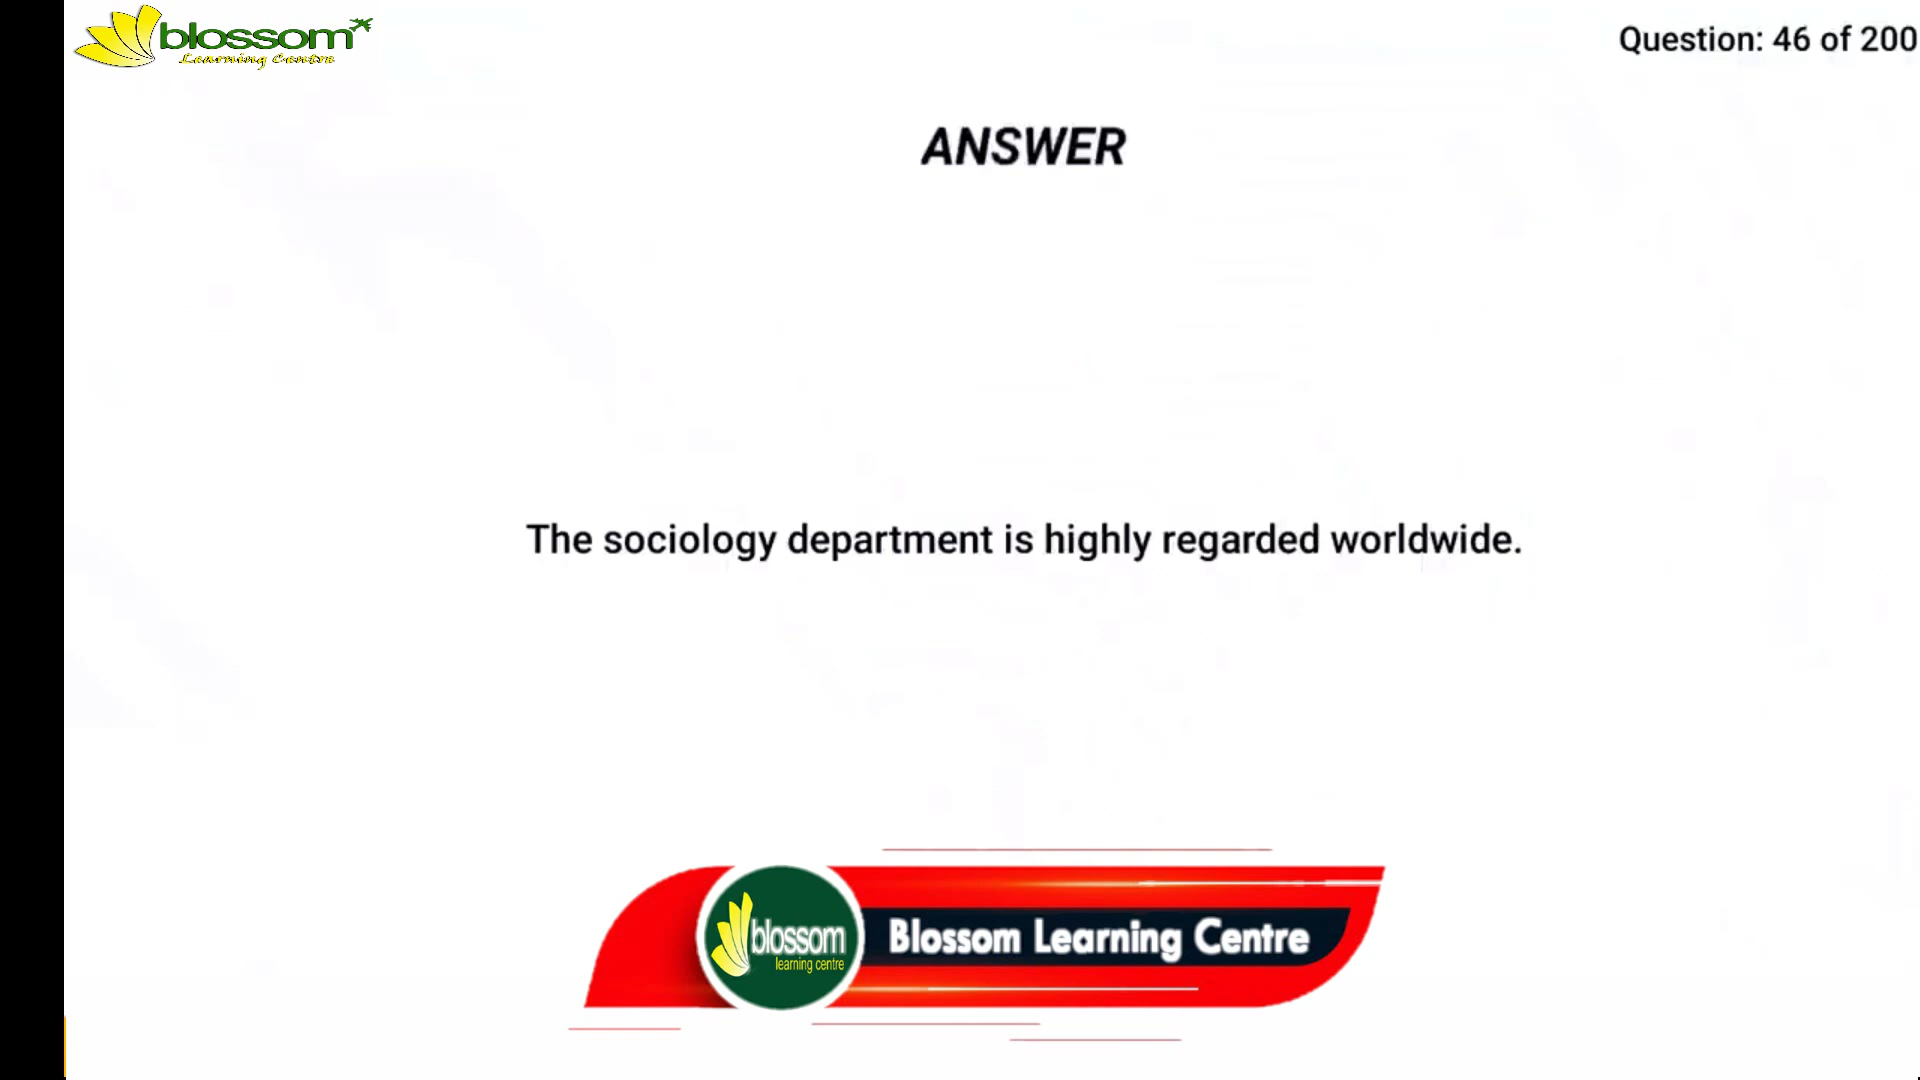 blossom
Learning Centre
Question: 46 of 200
ANSWER
The sociology department is highly regarded worldwide.
blossom
learning centre
Blossom Learning Centre